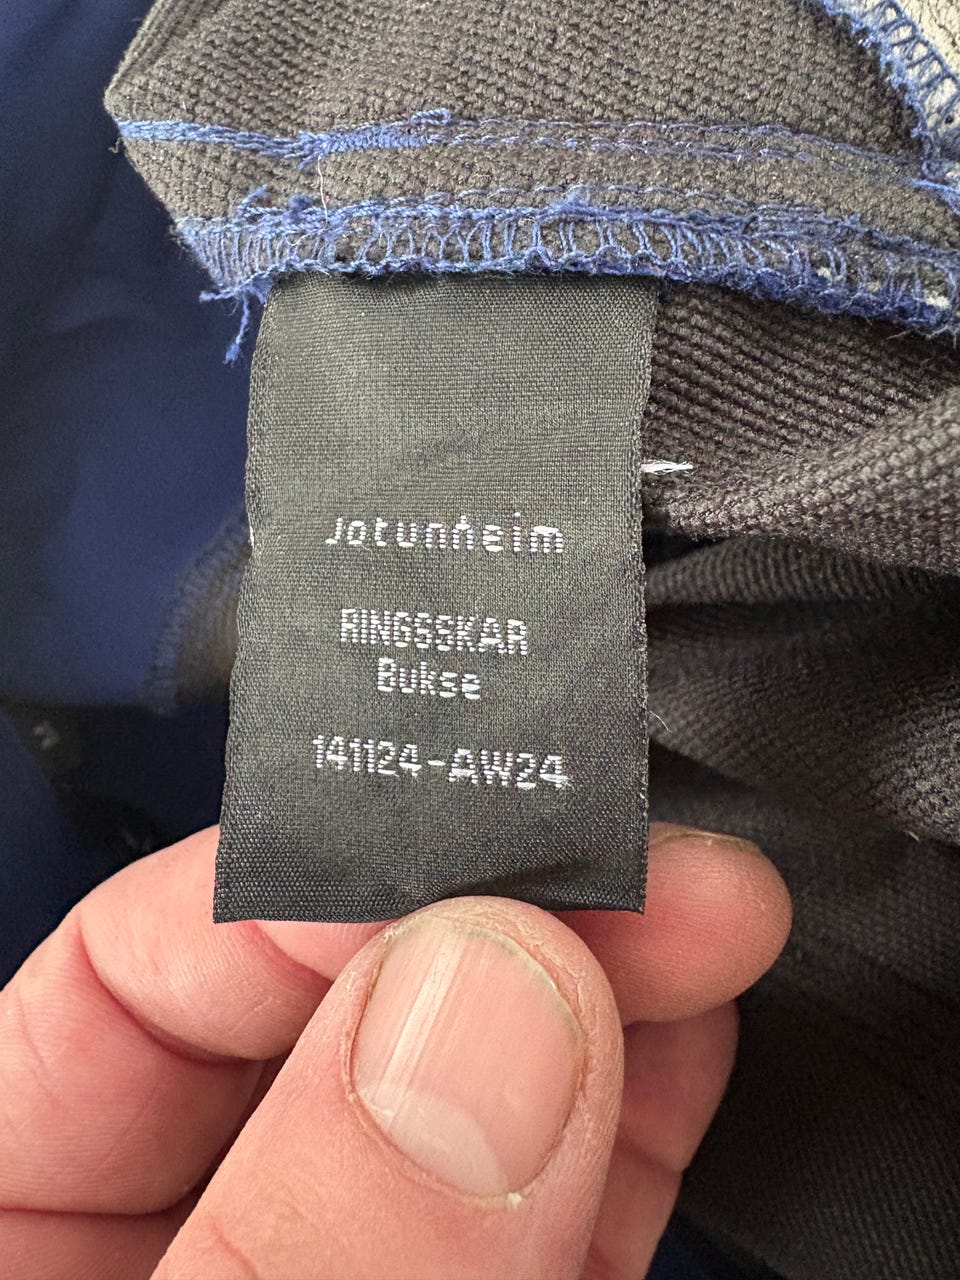 Jotunheim
RINGSSKAR
Bukse
141124-AW24